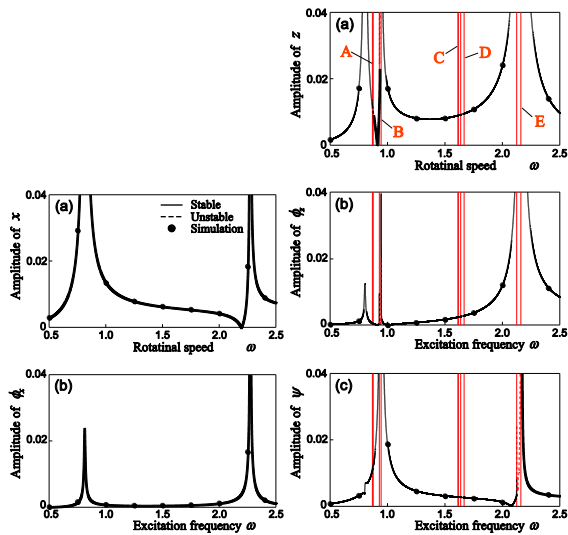 (a)
0.04
0.02
0
Amplitude of z
A
B
C
D
E
0.5
1.0
1.5
2.0
2.5
Rotatinal speed ω
(a)
0.04
0.02
0
Amplitude of x
Stable
Unstable
Simulation
0.5
1.0
1.5
2.0
2.5
Rotatinal speed ω
(b)
0.04
0.02
0
Amplitude of
0.5
1.0
1.5
2.0
2.5
Excitation frequency ω
(b)
0.04
0.02
0
Amplitude of
0.5
1.0
1.5
2.0
2.5
Excitation frequency ω
(c)
0.04
0.02
0
Amplitude of ψ
0.5
1.0
1.5
2.0
2.5
Excitation frequency ω